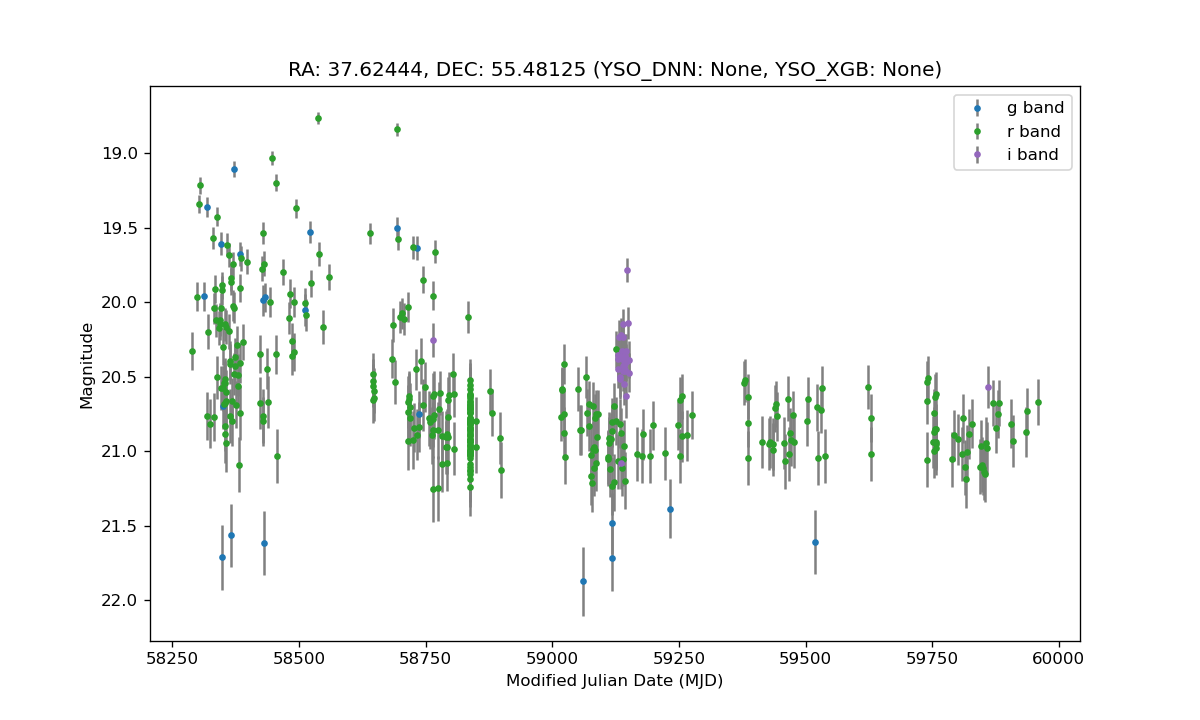 RA: 37.62444, DEC: 55.48125 (YSO_DNN: None, YSO_XGB: None)
g band
r band
i band
19.0
19.5
20.0
20.5
21.0
21.5
22.0
Magnitude
58250 58500 58750 59000 59250 59500 59750 60000
Modified Julian Date (MJD)